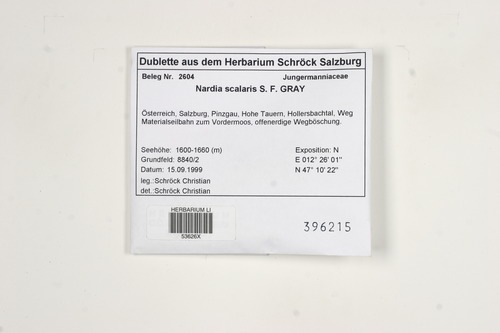 Dublette aus dem Herbarium Schröck Salzburg
Beleg Nr. 2604 Jungermanniaceae
Nardia scalaris S. F. GRAY
Österreich, Salzburg, Pinzgau, Hohe Tauern, Hollersbachtal, Weg
Materialseilbahn zum Vordermoos, offenerdige Wegböschung.
Seehöhe: 1600-1660 (m) Exposition: N
Grundfeld: 8840/2 E 012° 26' 01"
Datum: 15.09.1999 N 47° 10' 22"
leg.:Schröck Christian
det.:Schröck Christian
HERBARIUM LI
53626X
396215